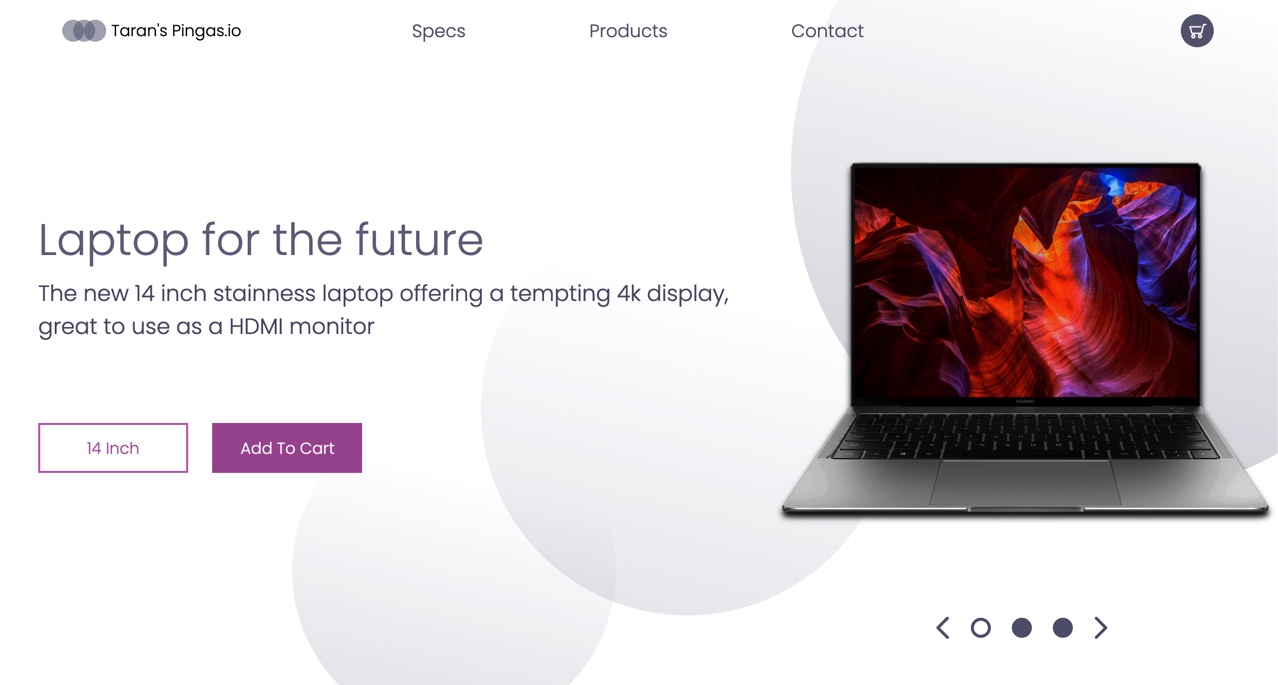 Taran's Pingas.io
Specs
Products
Contact
Laptop for the future
The new 14 inch stainness laptop offering a tempting 4k display,
great to use as a HDMI monitor
14 Inch
Add To Cart